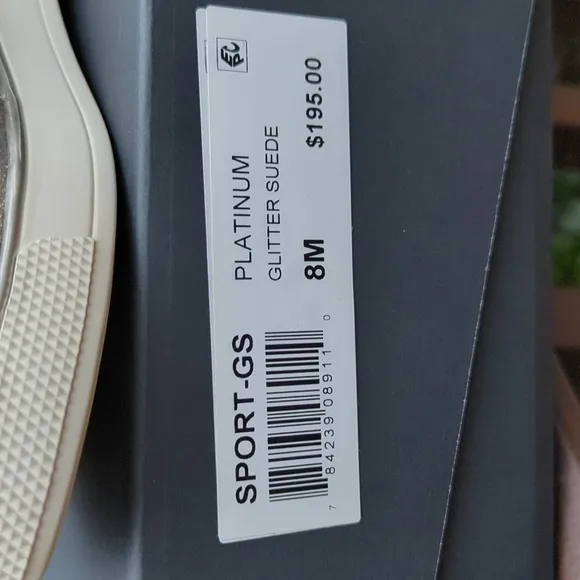 SPORT-GS PLATINUM
GLITTER SUEDE
8M $195.00
7 84239 08911 0